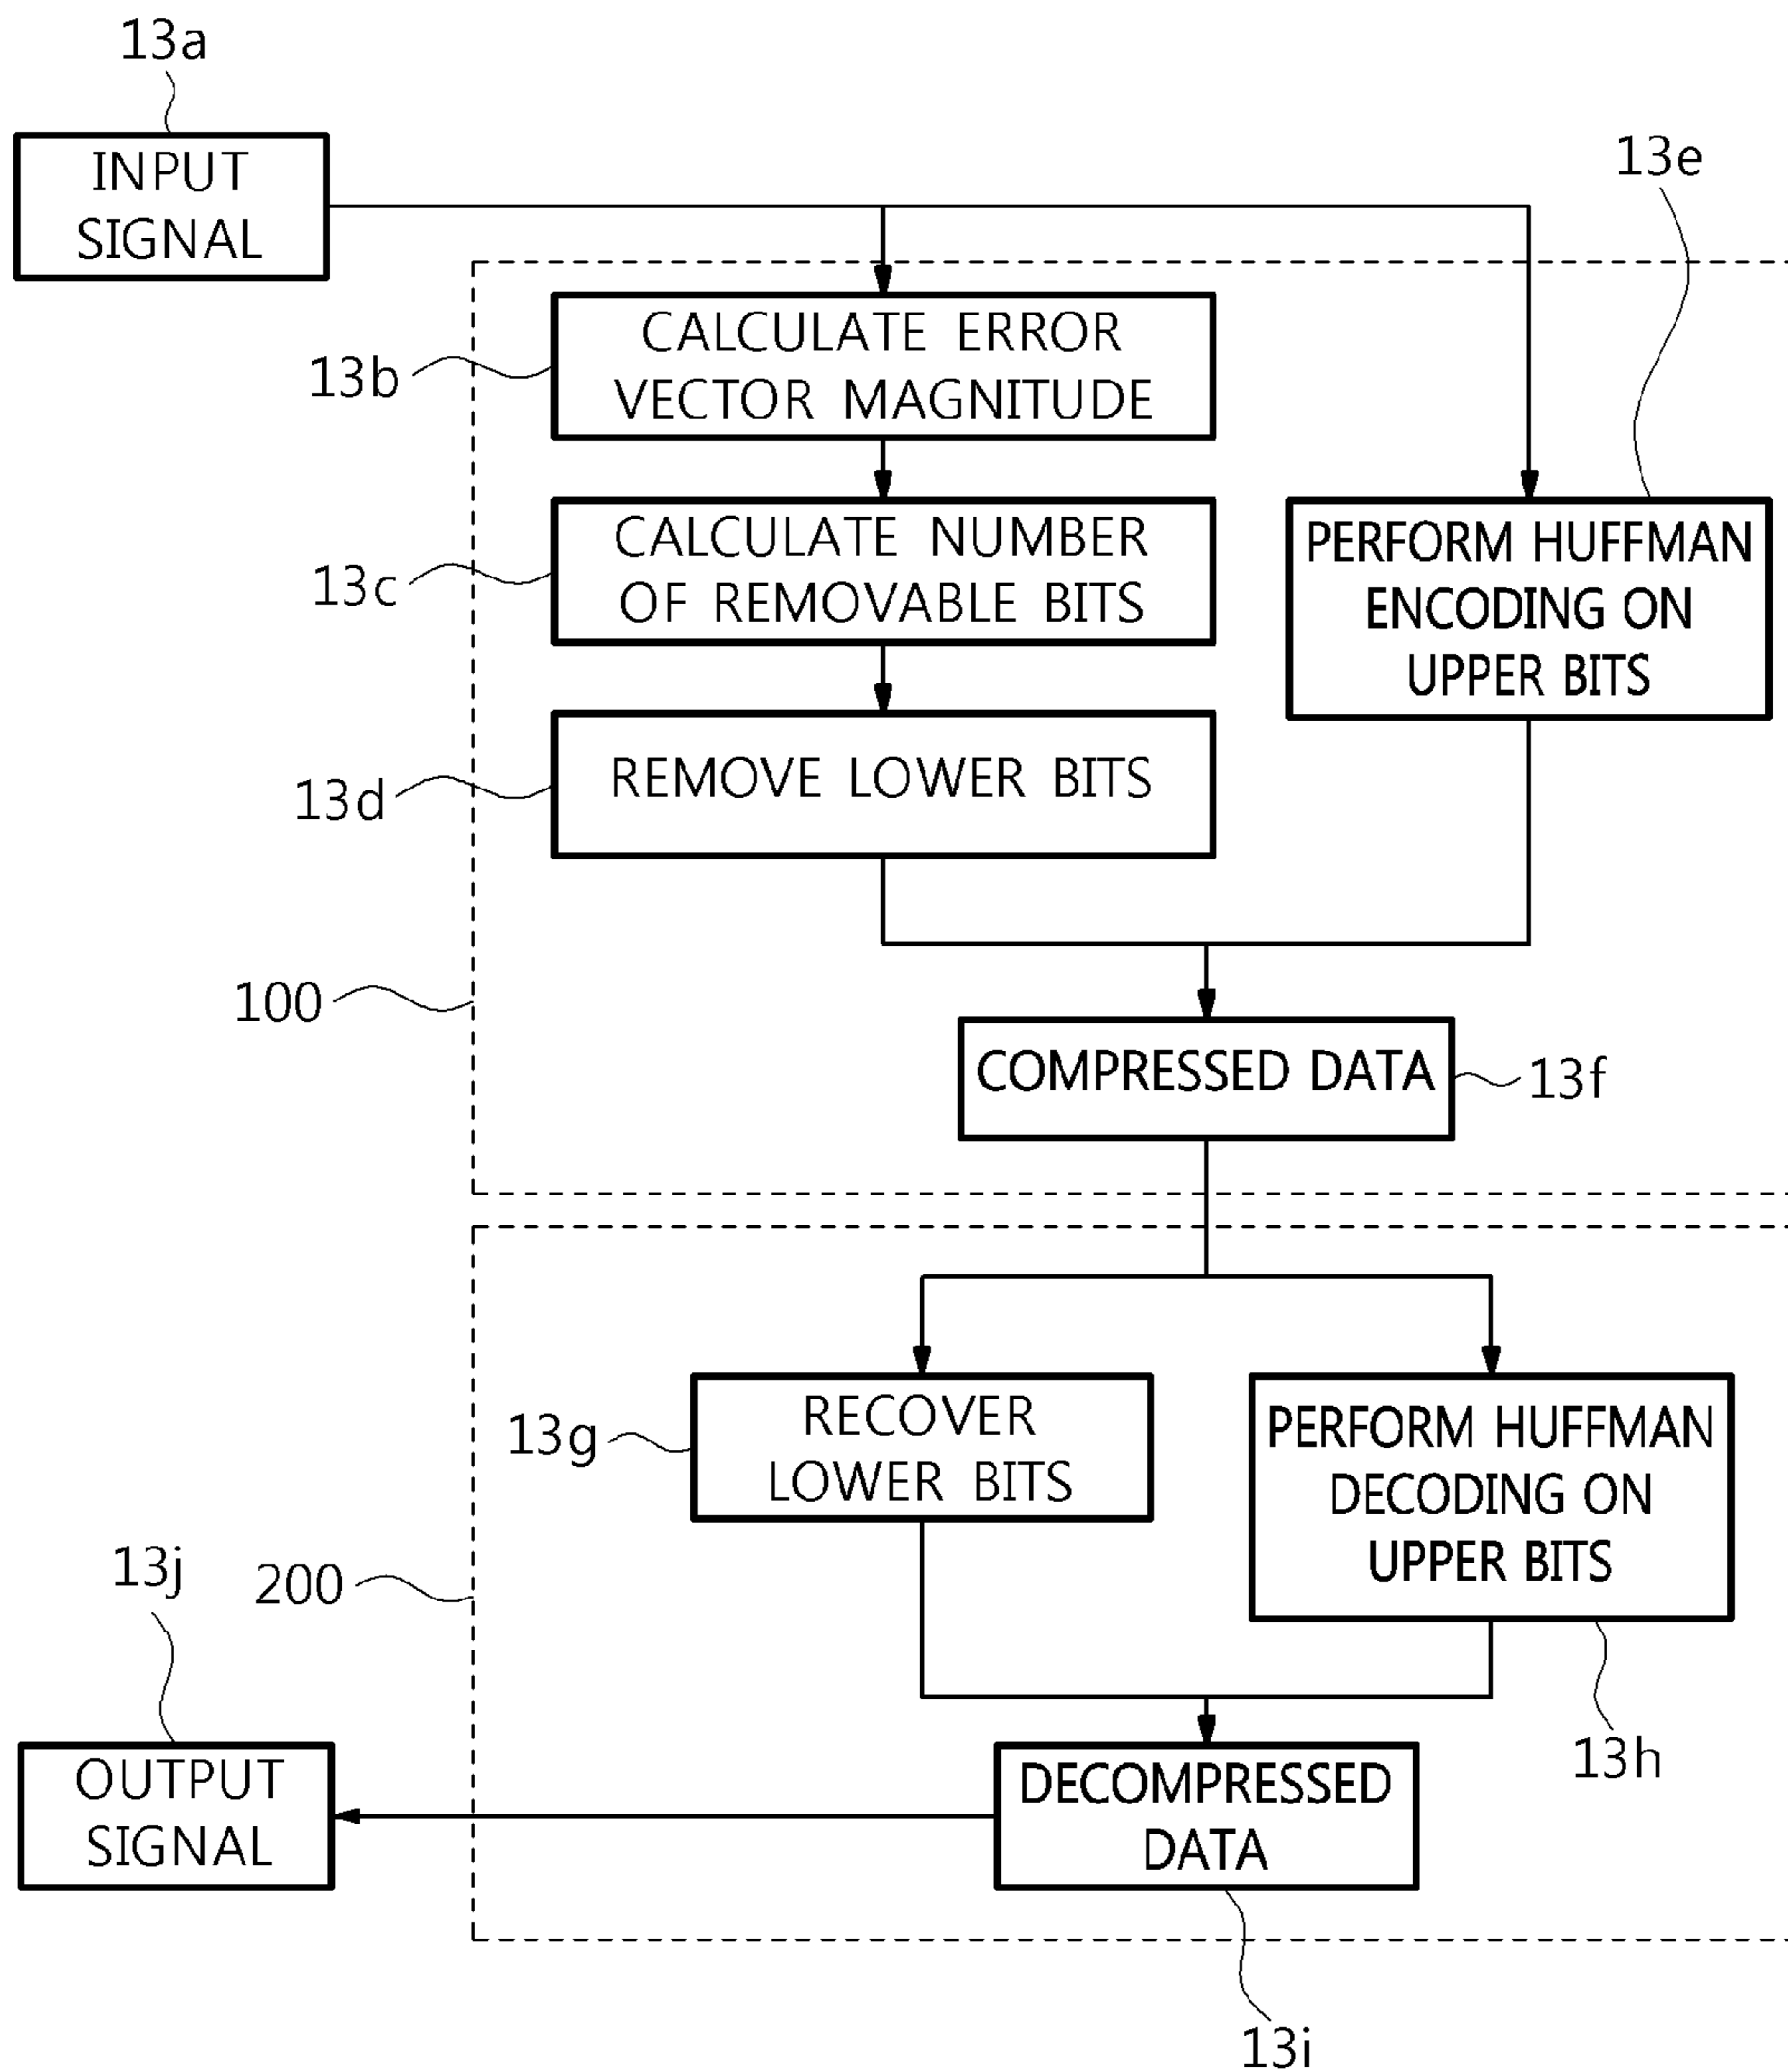 13a
INPUT
SIGNAL
13e
CALCULATE ERROR
VECTOR MAGNITUDE
13b
CALCULATE NUMBER
OF REMOVABLE BITS
13c
PERFORM HUFFMAN
ENCODING ON
UPPER BITS
REMOVE LOWER BITS
13d
100
COMPRESSED DATA
13f
RECOVER
LOWER BITS
13g
PERFORM HUFFMAN
DECODING ON
UPPER BITS
13j
200
13h
OUTPUT
SIGNAL
DECOMPRESSED
DATA
13i